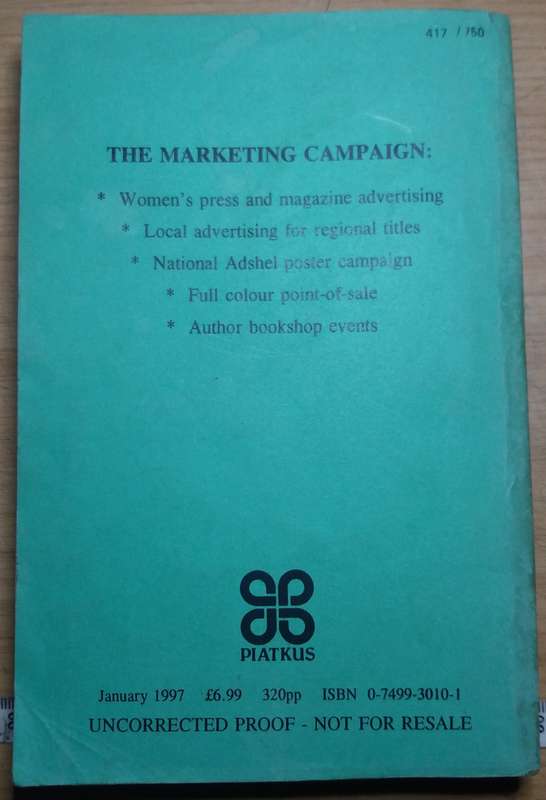 417 / 750
THE MARKETING CAMPAIGN:
* Women's press and magazine advertising
* Local advertising for regional titles
* National Adshel poster campaign
* Full colour point-of-sale
* Author bookshop events
PIATKUS
January 1997 £6.99 320pp ISBN 0-7499-3010-1
UNCORRECTED PROOF - NOT FOR RESALE